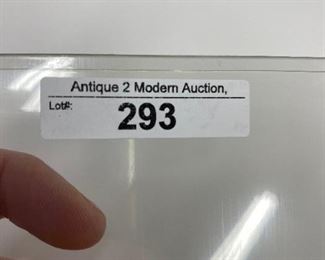 Antique 2 Modern Auction,
Lot#: 293